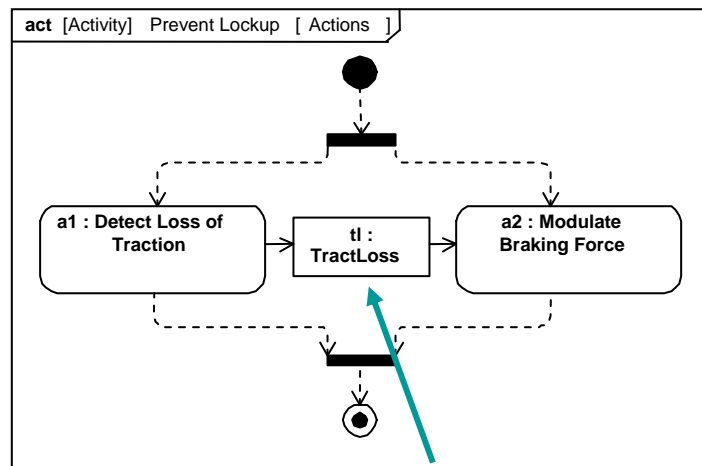 act [Activity] Prevent Lockup [ Actions ]
a1 : Detect Loss of
Traction
tl :
TractLoss
a2 : Modulate
Braking Force